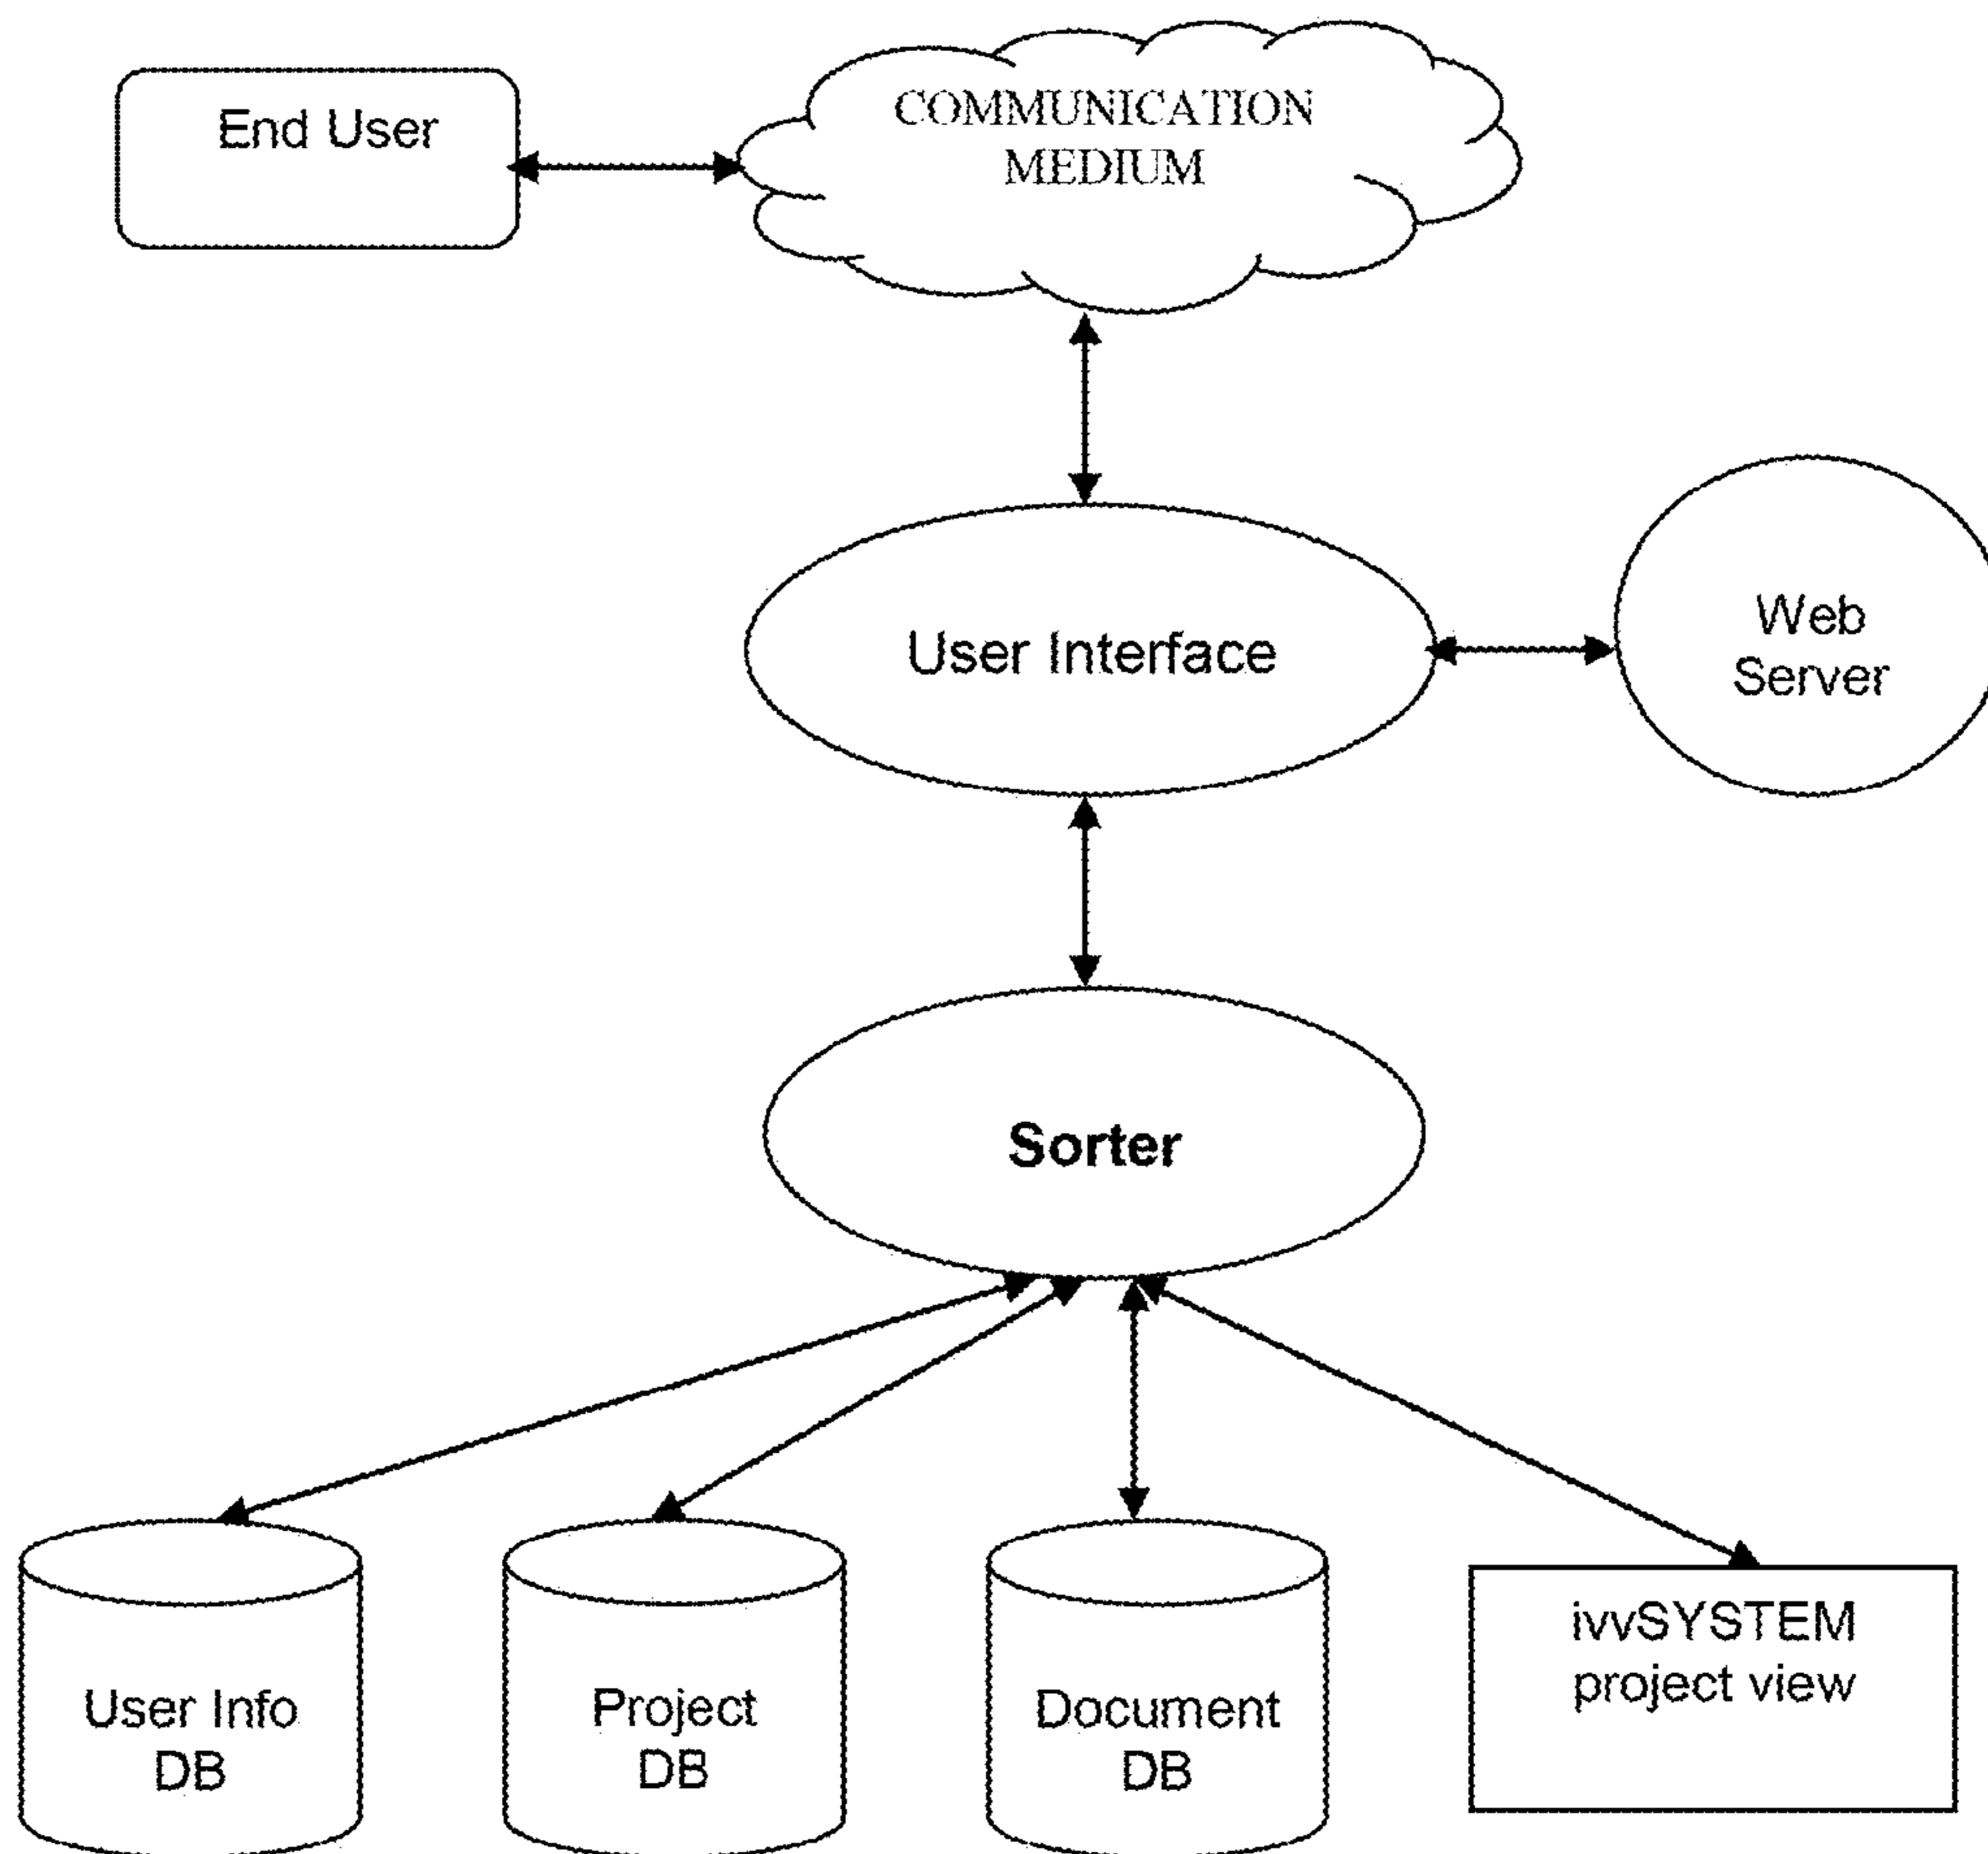 End User
COMMUNICATION
MEDIUM
User Interface
Web
Server
Sorter
User Info
DB
Project
DB
Document
DB
ivvSYSTEM
project view